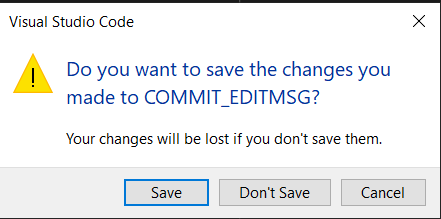 Visual Studio Code
Do you want to save the changes you
made to COMMIT_EDITMSG?
Your changes will be lost if you don't save them.
Save
Don't Save
Cancel